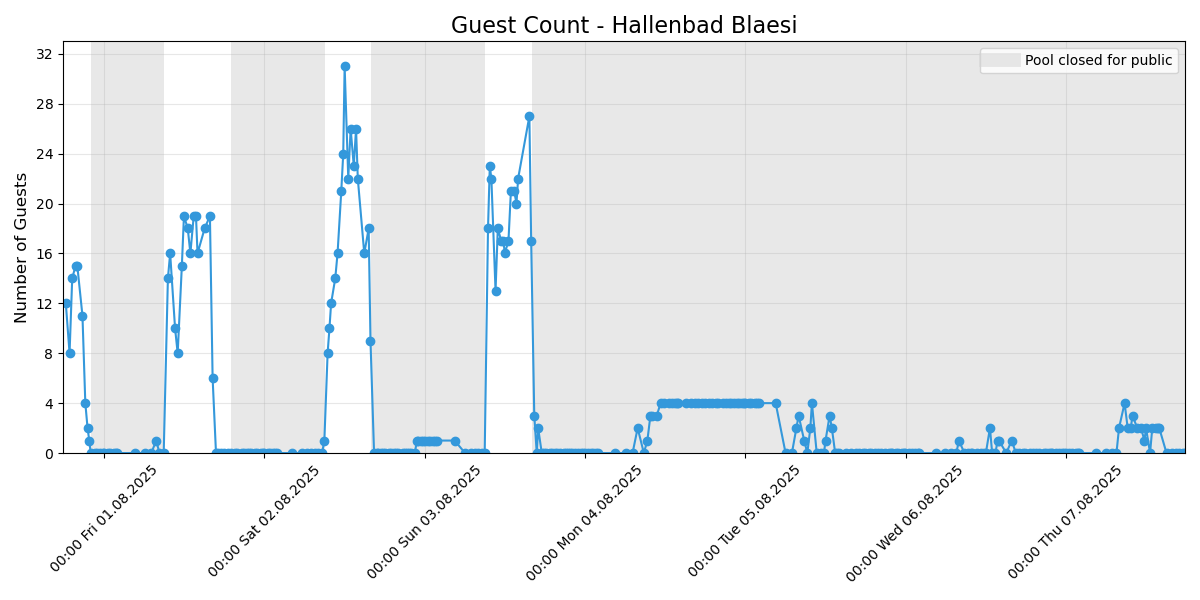 Guest Count - Hallenbad Blaesi
Pool closed for public
Number of Guests
32
28
24
20
16
12
8
4
0
00:00 Fri 01.08.2025
00:00 Sat 02.08.2025
00:00 Sun 03.08.2025
00:00 Mon 04.08.2025
00:00 Tue 05.08.2025
00:00 Wed 06.08.2025
00:00 Thu 07.08.2025